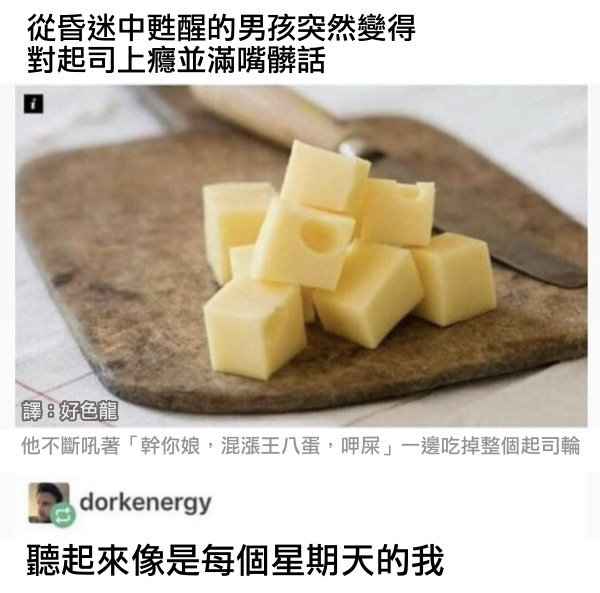 從昏迷中甦醒的男孩突然變得
對起司上癮並滿嘴髒話
i
譯：好色龍
他不斷吼著「幹你娘，混漲王八蛋，呷屎」一邊吃掉整個起司輪
dorkenergy
聽起來像是每個星期天的我